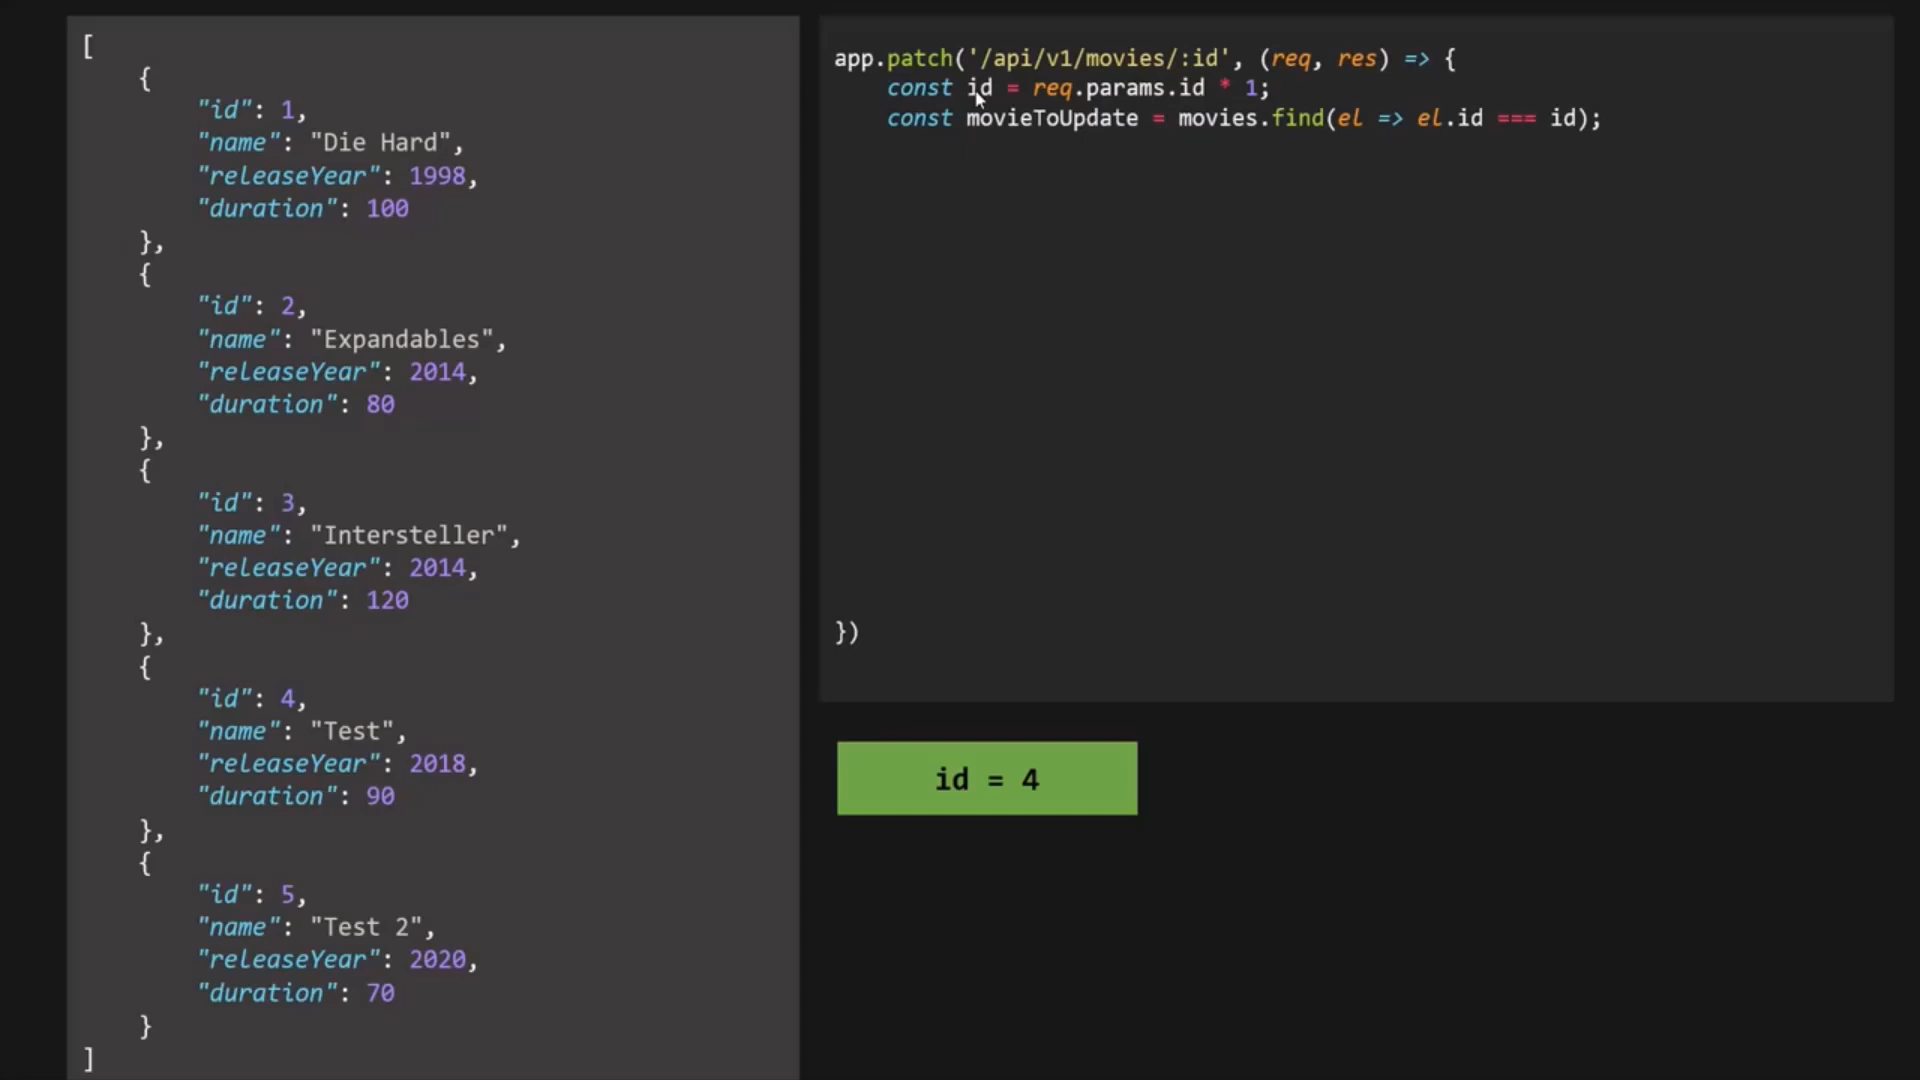 [
{
"id": 1,
"name": "Die Hard",
"releaseYear": 1998,
"duration": 100
},
{
"id": 2,
"name": "Expandables",
"releaseYear": 2014,
"duration": 80
},
{
"id": 3,
"name": "Intersteller",
"releaseYear": 2014,
"duration": 120
},
{
"id": 4,
"name": "Test",
"releaseYear": 2018,
"duration": 90
},
{
"id": 5,
"name": "Test 2",
"releaseYear": 2020,
"duration": 70
}
]
app.patch('/api/v1/movies/:id', (req, res) => {
const id = req.params.id * 1;
const movieToUpdate = movies.find(el => el.id === id);
})
id = 4